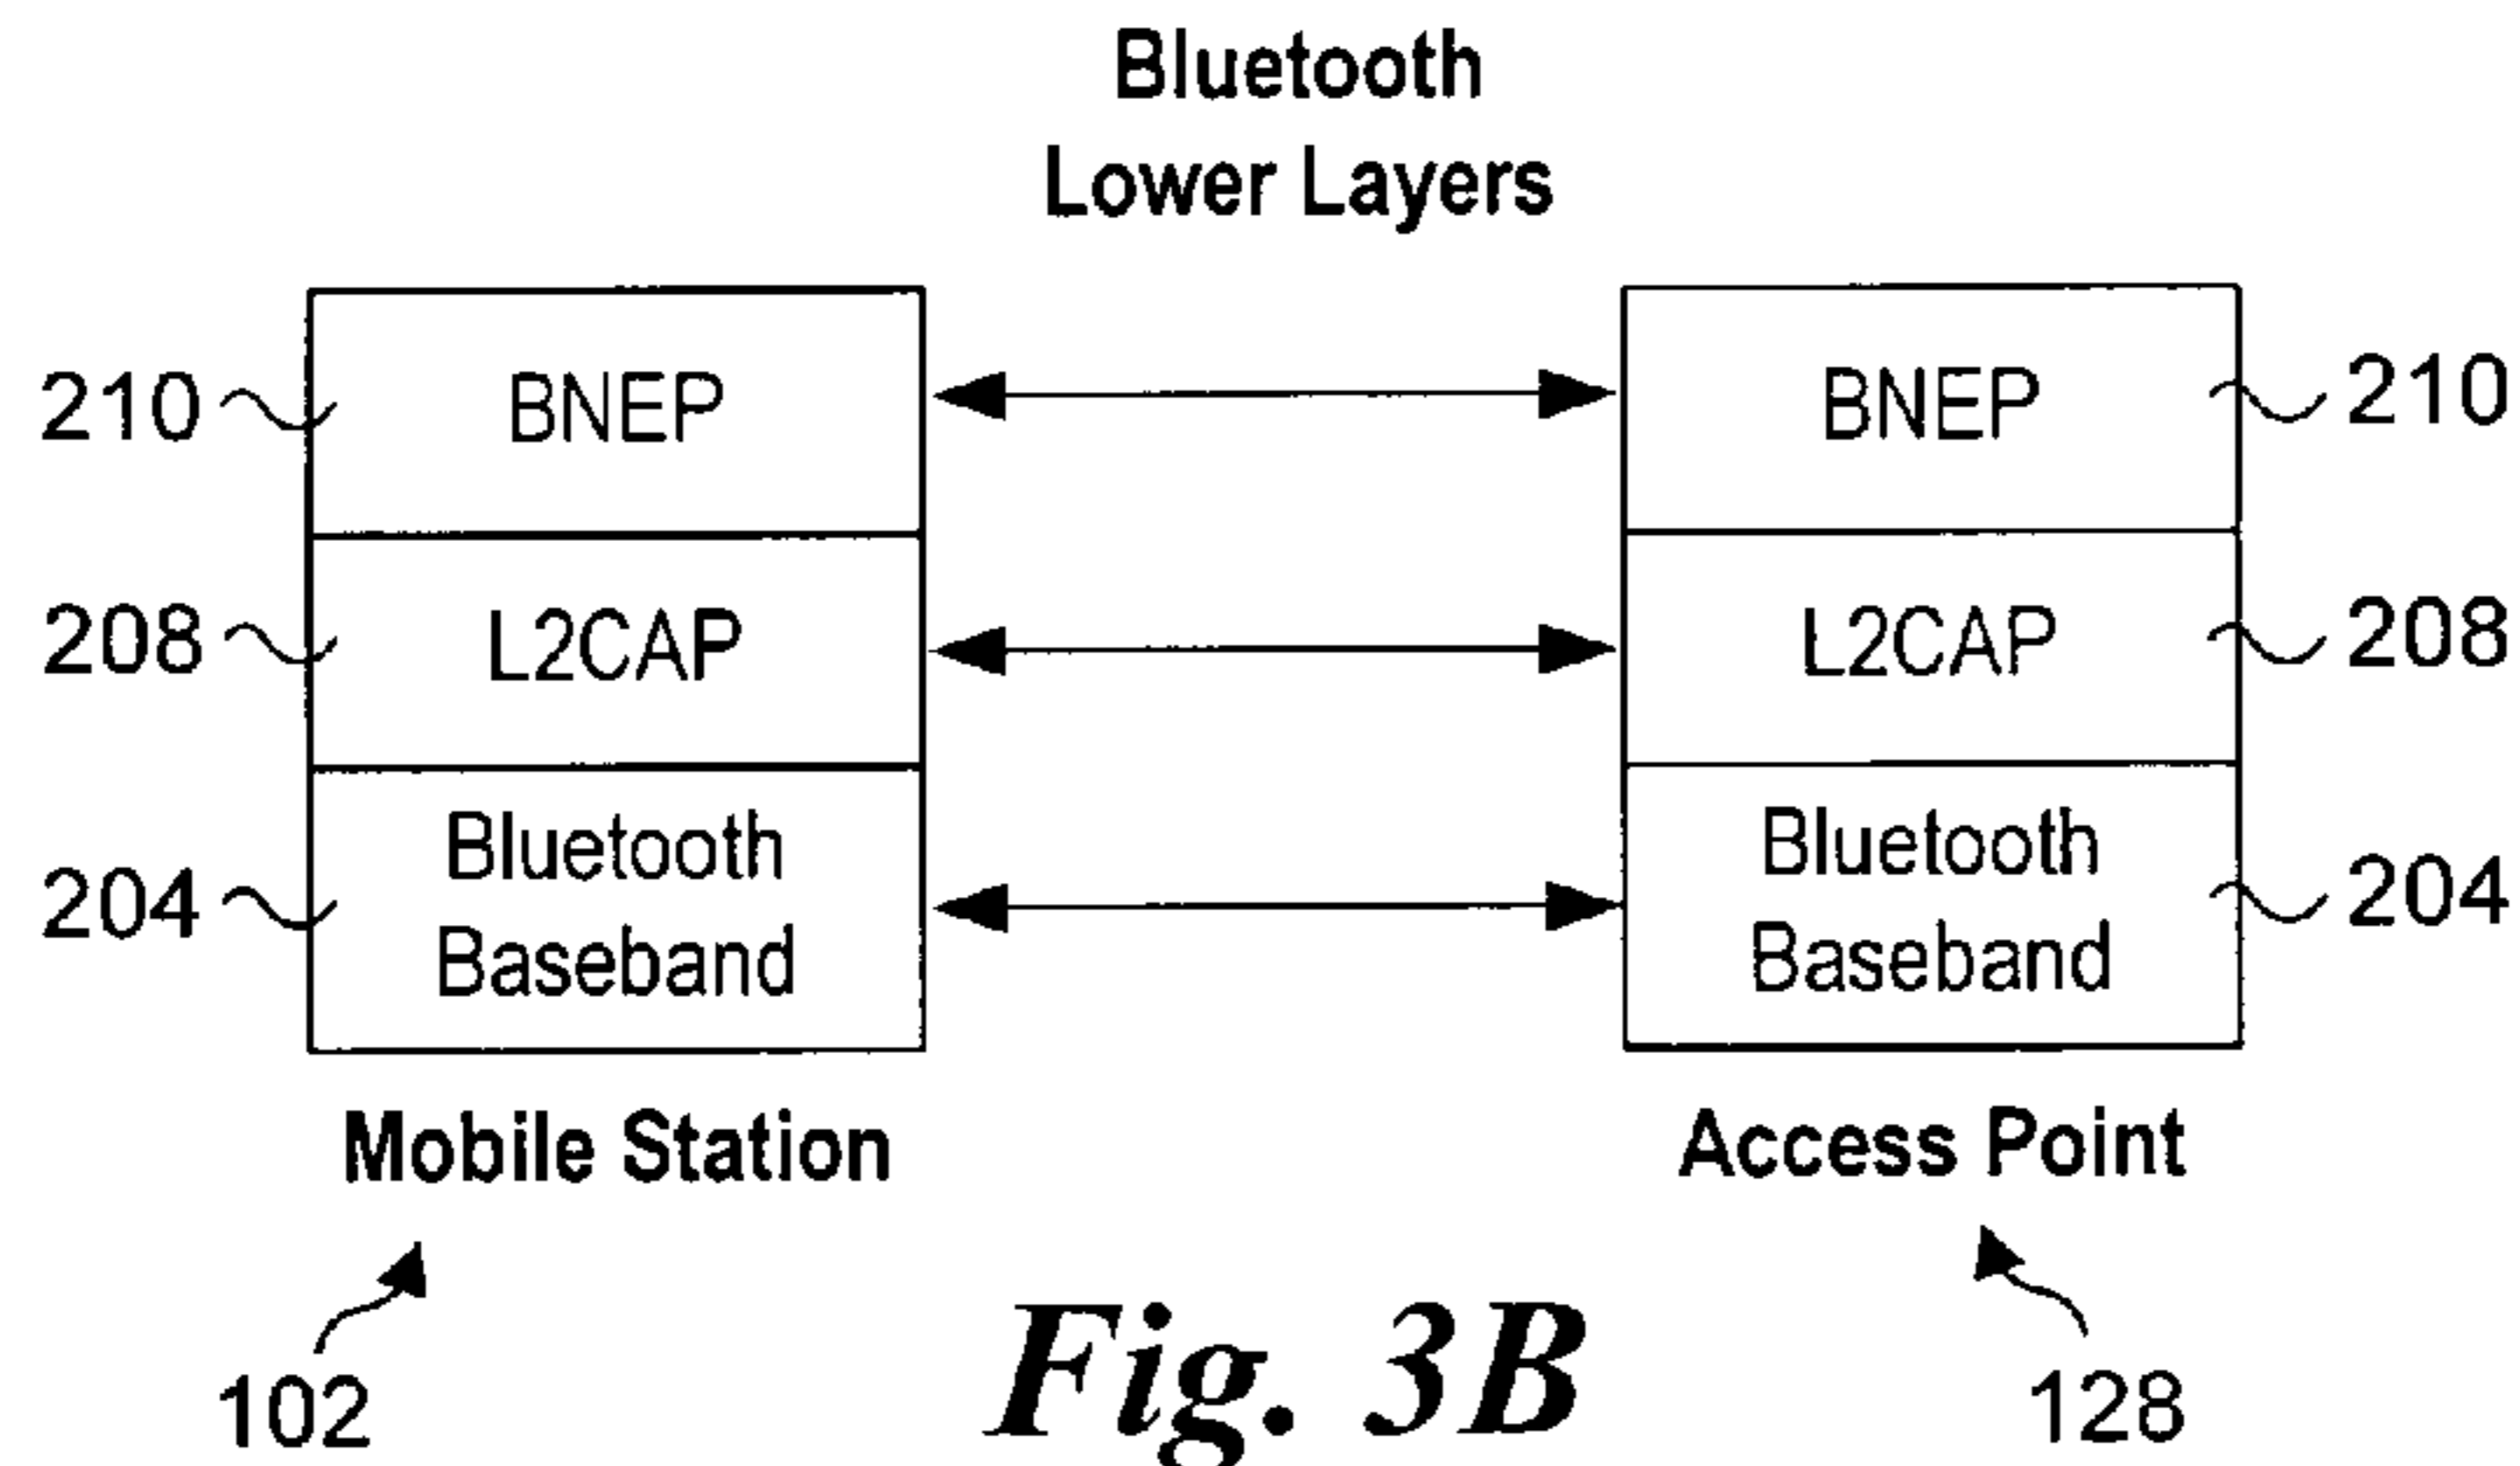 Bluetooth
Lower Layers
210 BNEP BNEP 210
208 L2CAP L2CAP 208
204 Bluetooth Baseband Bluetooth Baseband 204
Mobile Station Access Point
102 128
Fig. 3B